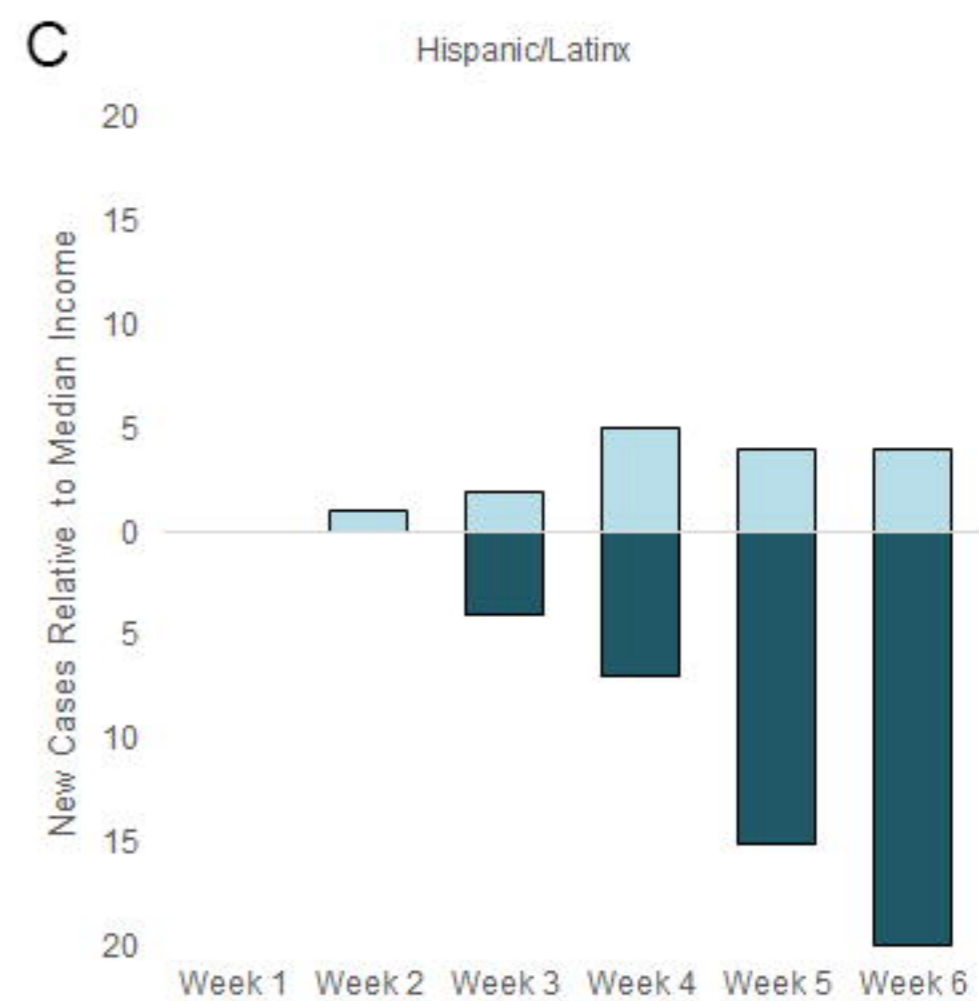 C
Hispanic/Latinx
New Cases Relative to Median Income
20
15
10
5
0
5
10
15
20
Week 1 Week 2 Week 3 Week 4 Week 5 Week 6